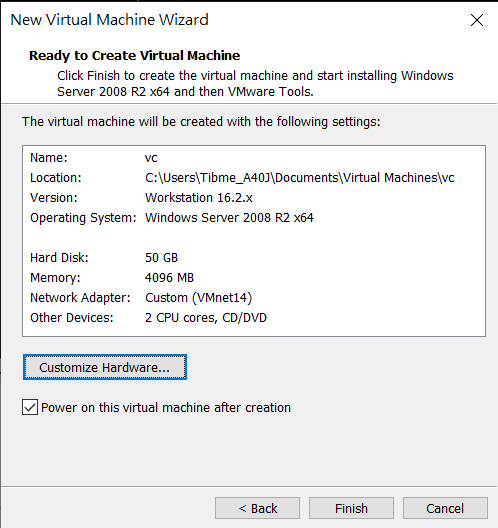 New Virtual Machine Wizard
Ready to Create Virtual Machine
Click Finish to create the virtual machine and start installing Windows
Server 2008 R2 x64 and then VMware Tools.
The virtual machine will be created with the following settings:
Name: vc
Location: C:\Users\Tibme_A40J\Documents\Virtual Machines\vc
Version: Workstation 16.2.x
Operating System: Windows Server 2008 R2 x64
Hard Disk: 50 GB
Memory: 4096 MB
Network Adapter: Custom (VMnet14)
Other Devices: 2 CPU cores, CD/DVD
Customize Hardware...
Power on this virtual machine after creation
< Back Finish Cancel